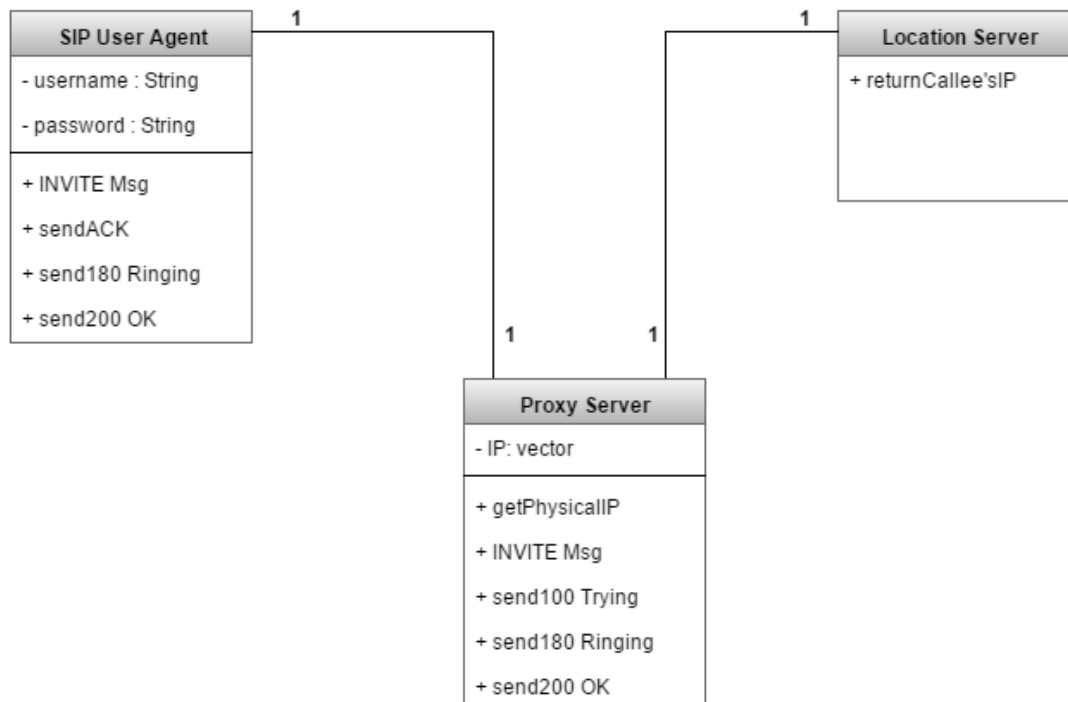 SIP User Agent
- username : String
- password : String
+ INVITE Msg
+ sendACK
+ send180 Ringing
+ send200 OK
1
1
Location Server
+ returnCallee'sIP
1
1
Proxy Server
- IP: vector
+ getPhysicalIP
+ INVITE Msg
+ send100 Trying
+ send180 Ringing
+ send200 OK